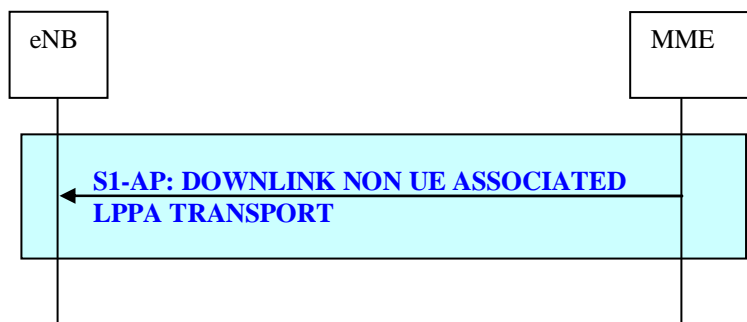 eNB
MME
S1-AP: DOWNLINK NON UE ASSOCIATED
LPPA TRANSPORT